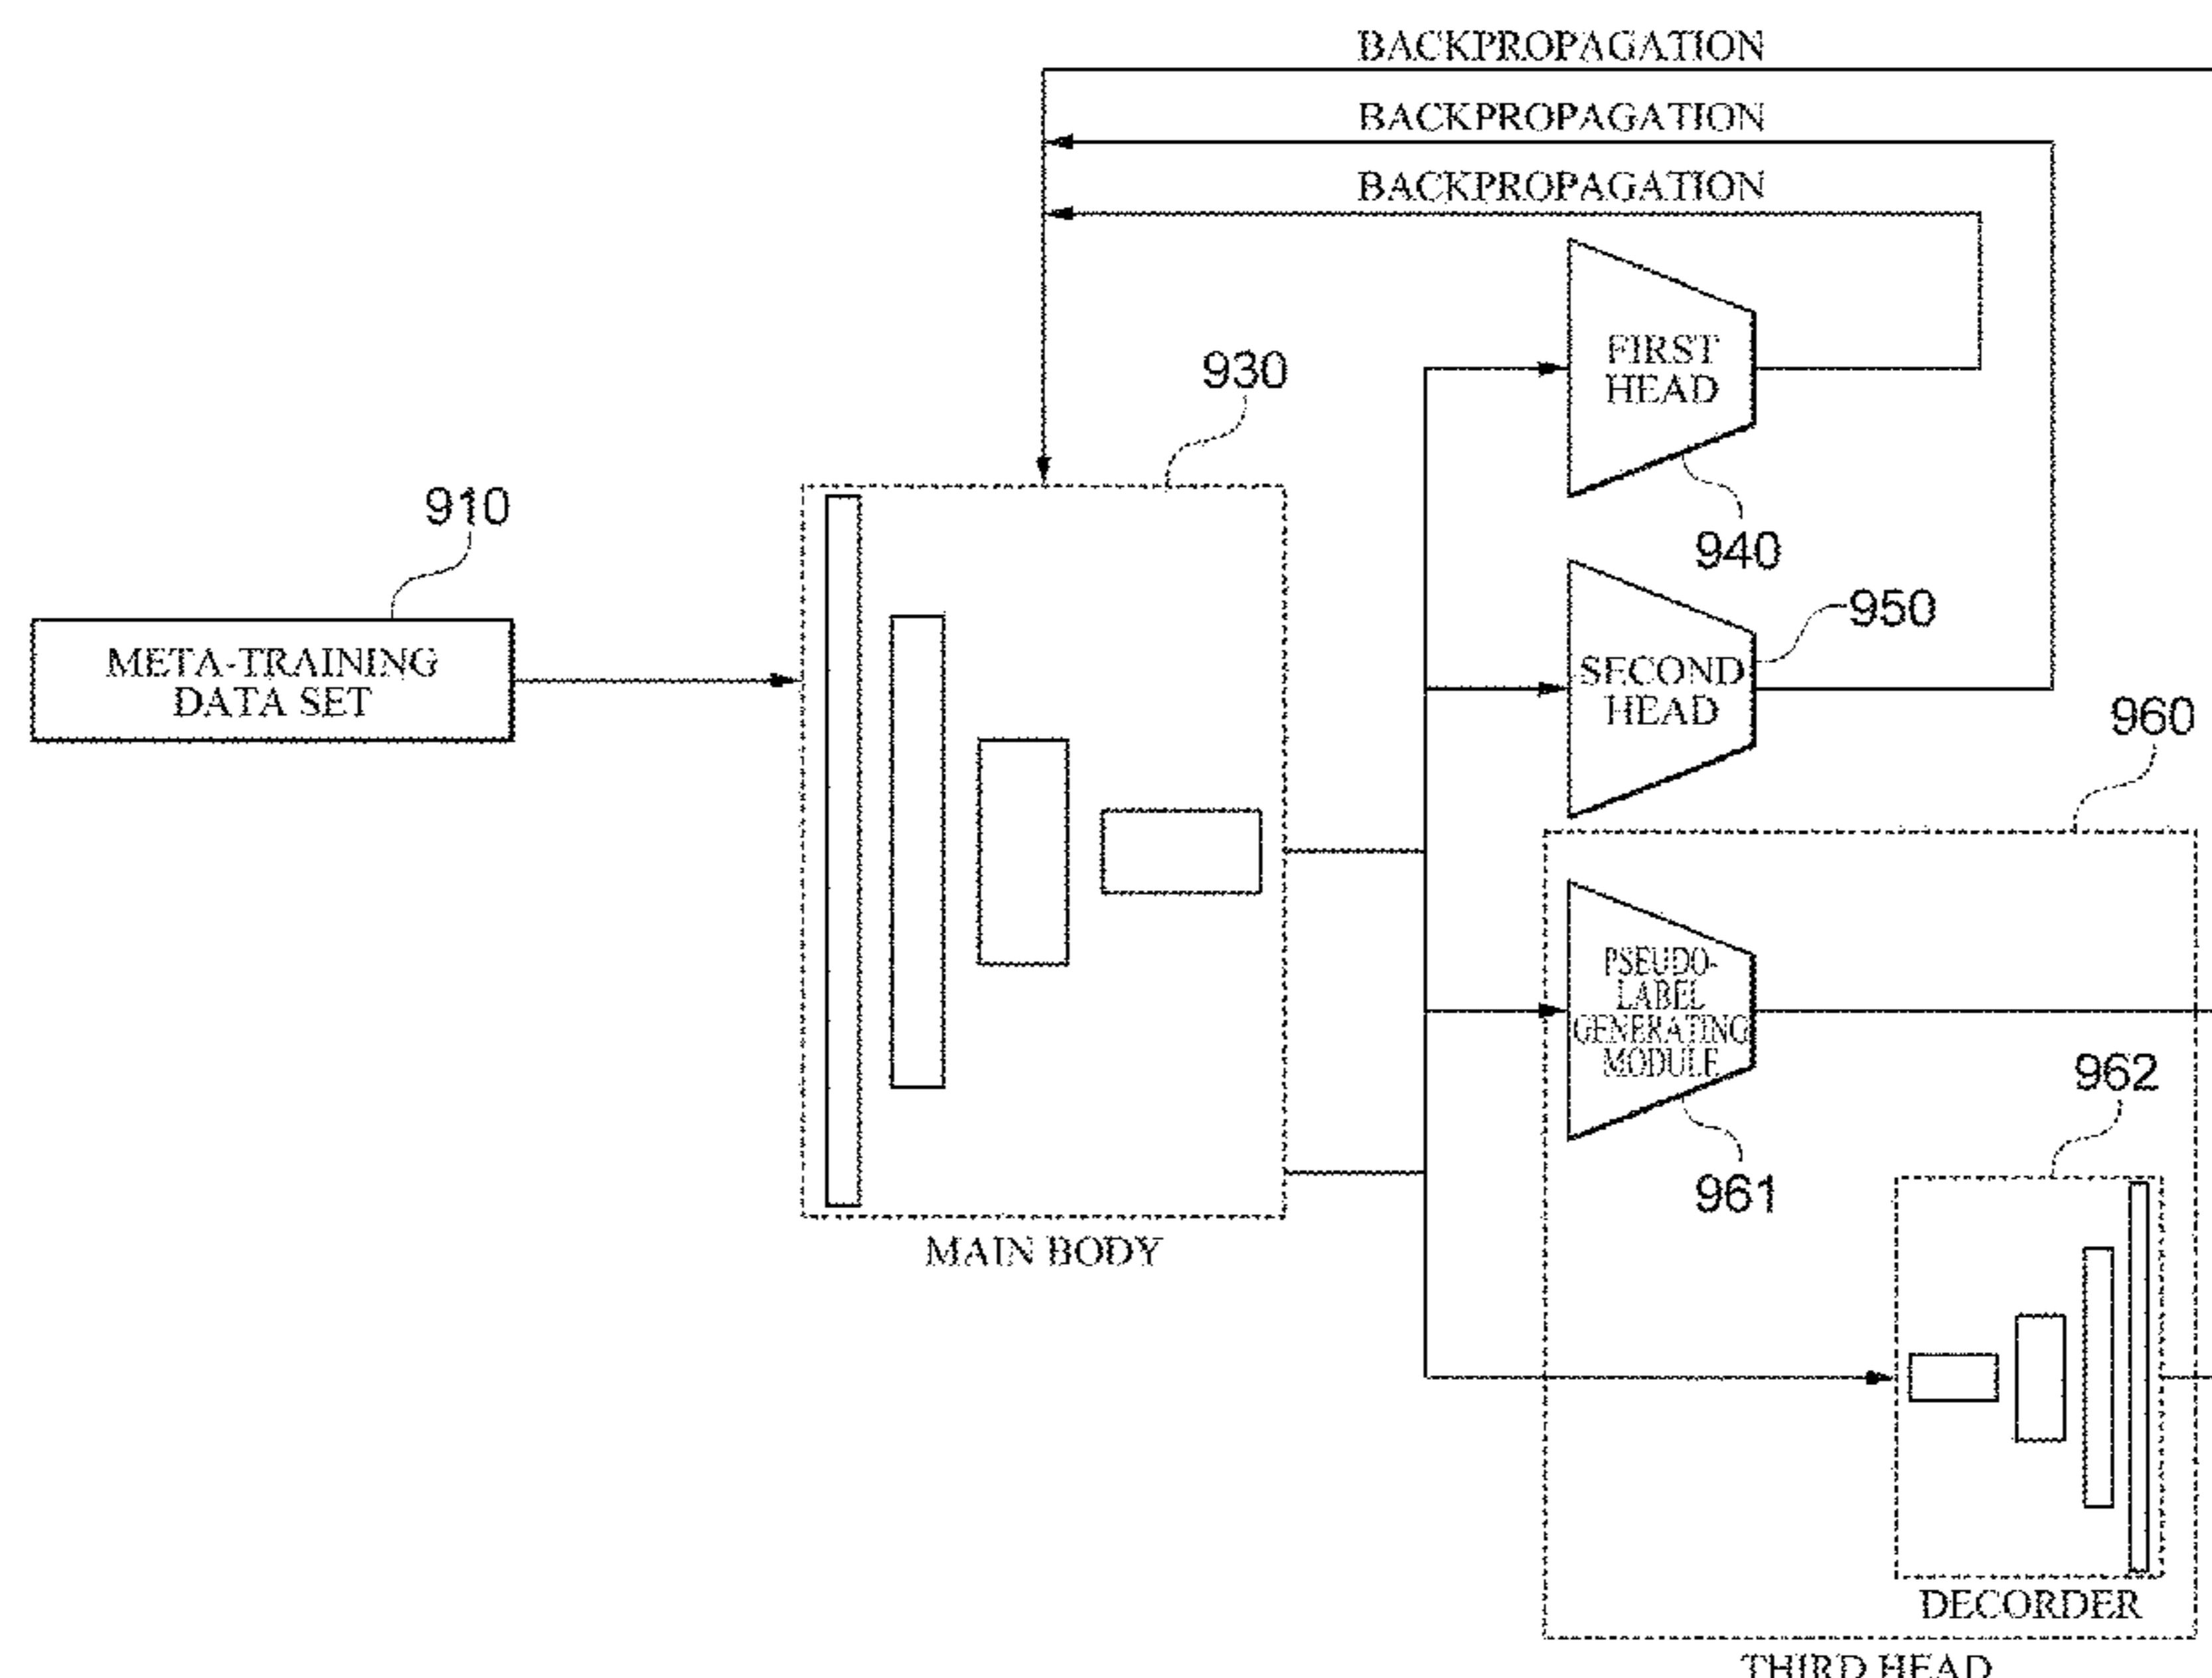 BACKPROPAGATION
BACKPROPAGATION
BACKPROPAGATION
930
FIRST
HEAD
910
940
META-TRAINING
DATA SET
950
SECOND
HEAD
960
PSEUDO-
LABEL
GENERATING
MODULE
962
961
MAIN BODY
DECORDER
THIRD HEAD